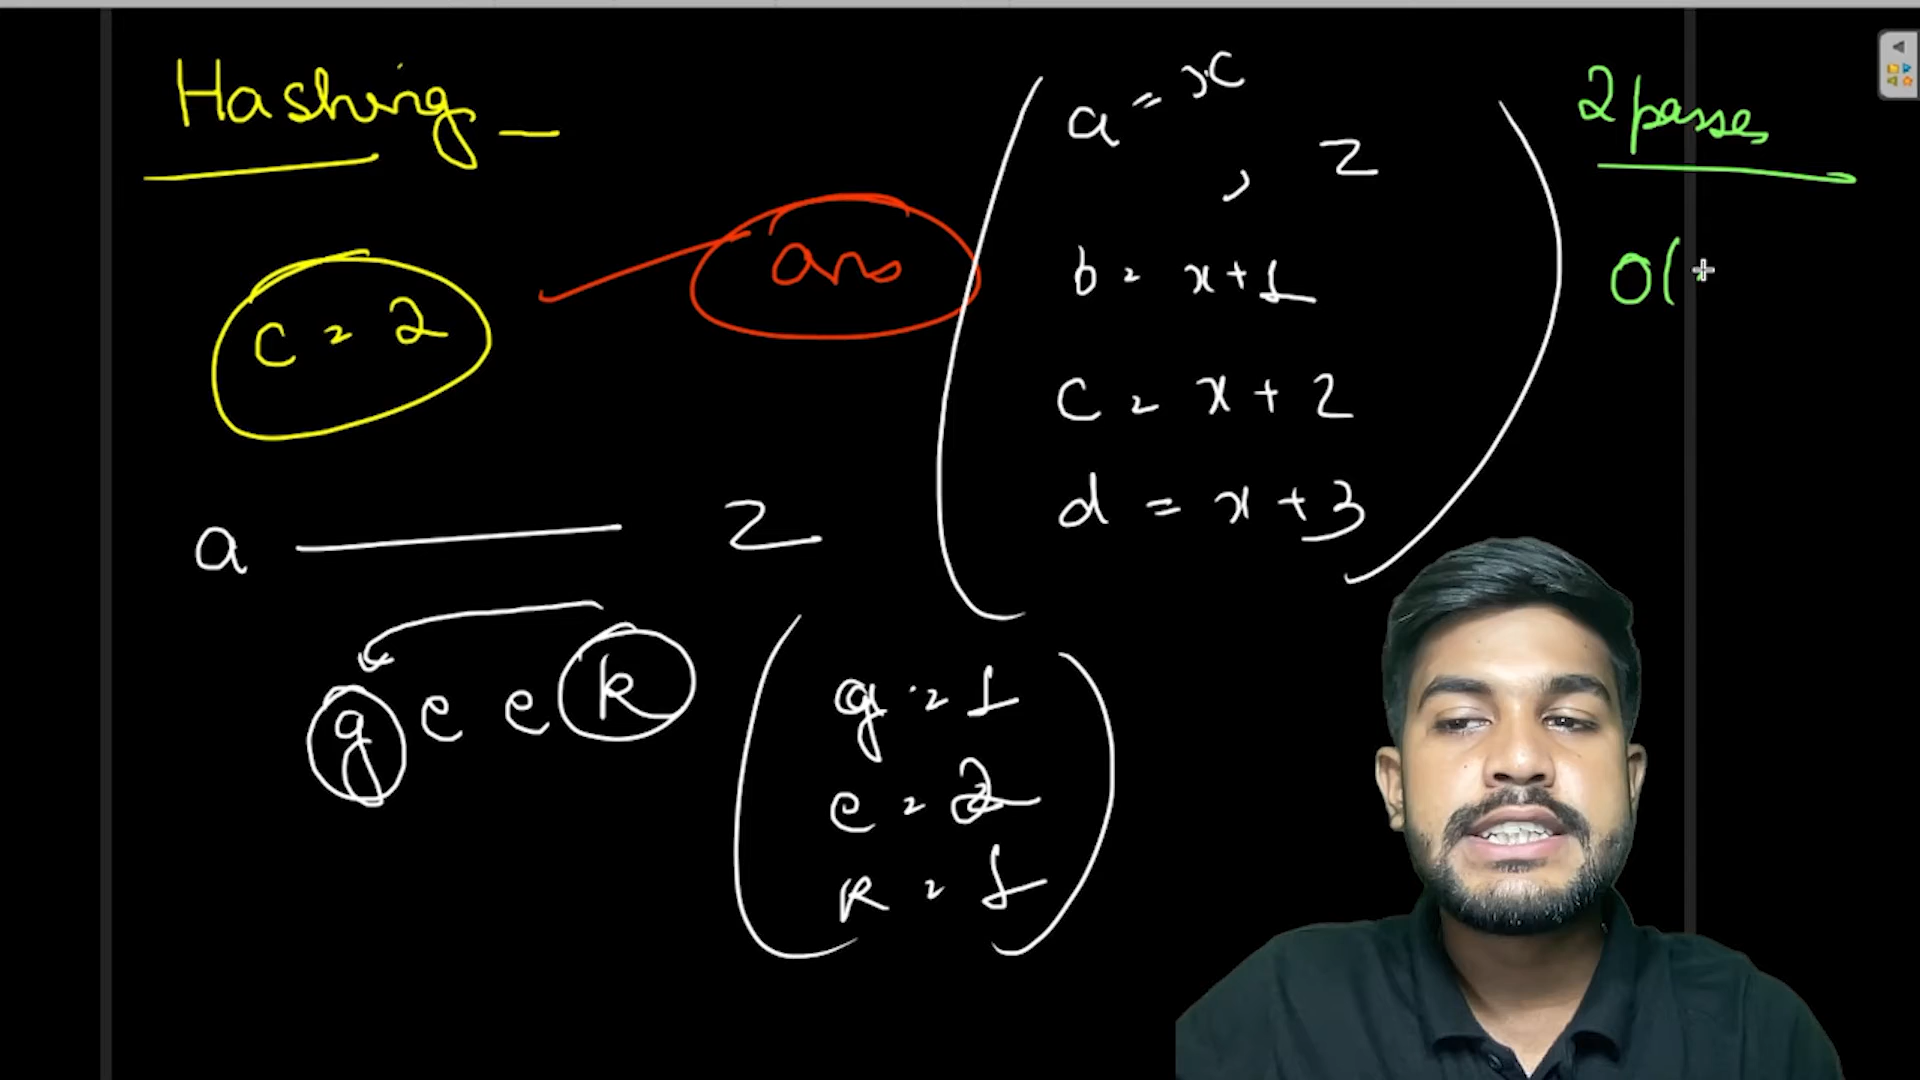 Hashing -
c = 2
ans
a = x
, z
b = x + 1
c = x + 2
d = x + 3
2 passes
O(
a — z
g e e k
g = 1
e = 2
k = 1